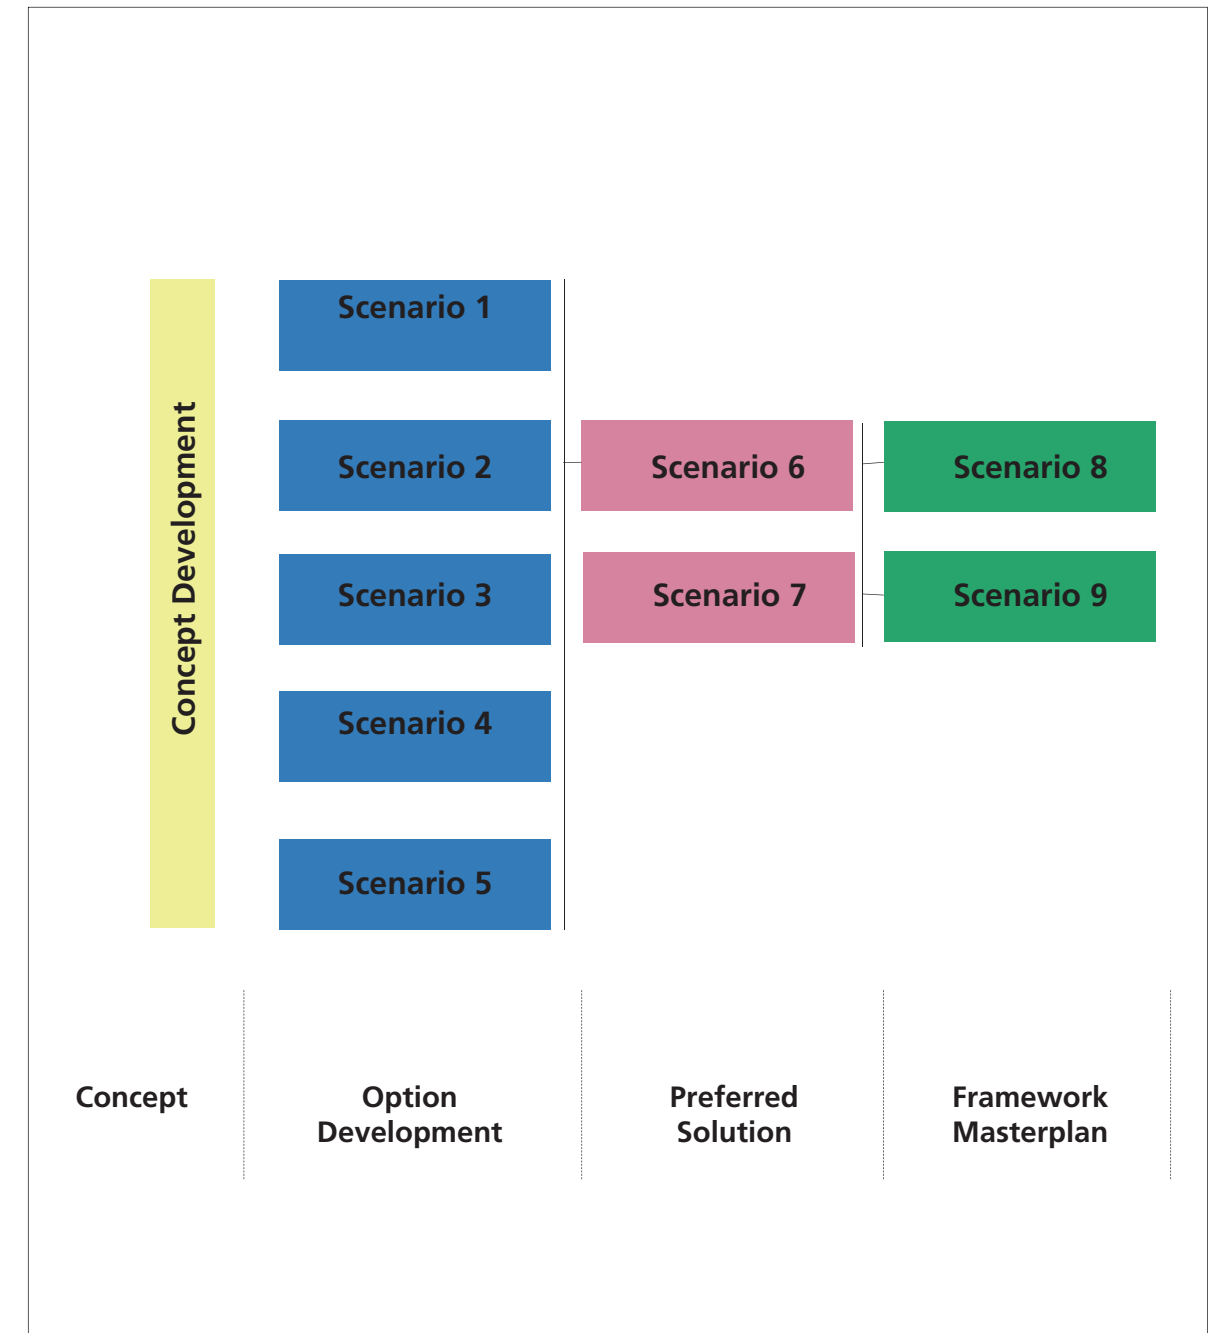 Concept Development
Scenario 1
Scenario 2
Scenario 3
Scenario 4
Scenario 5
Scenario 6
Scenario 7
Scenario 8
Scenario 9
Concept
Option
Development
Preferred
Solution
Framework
Masterplan